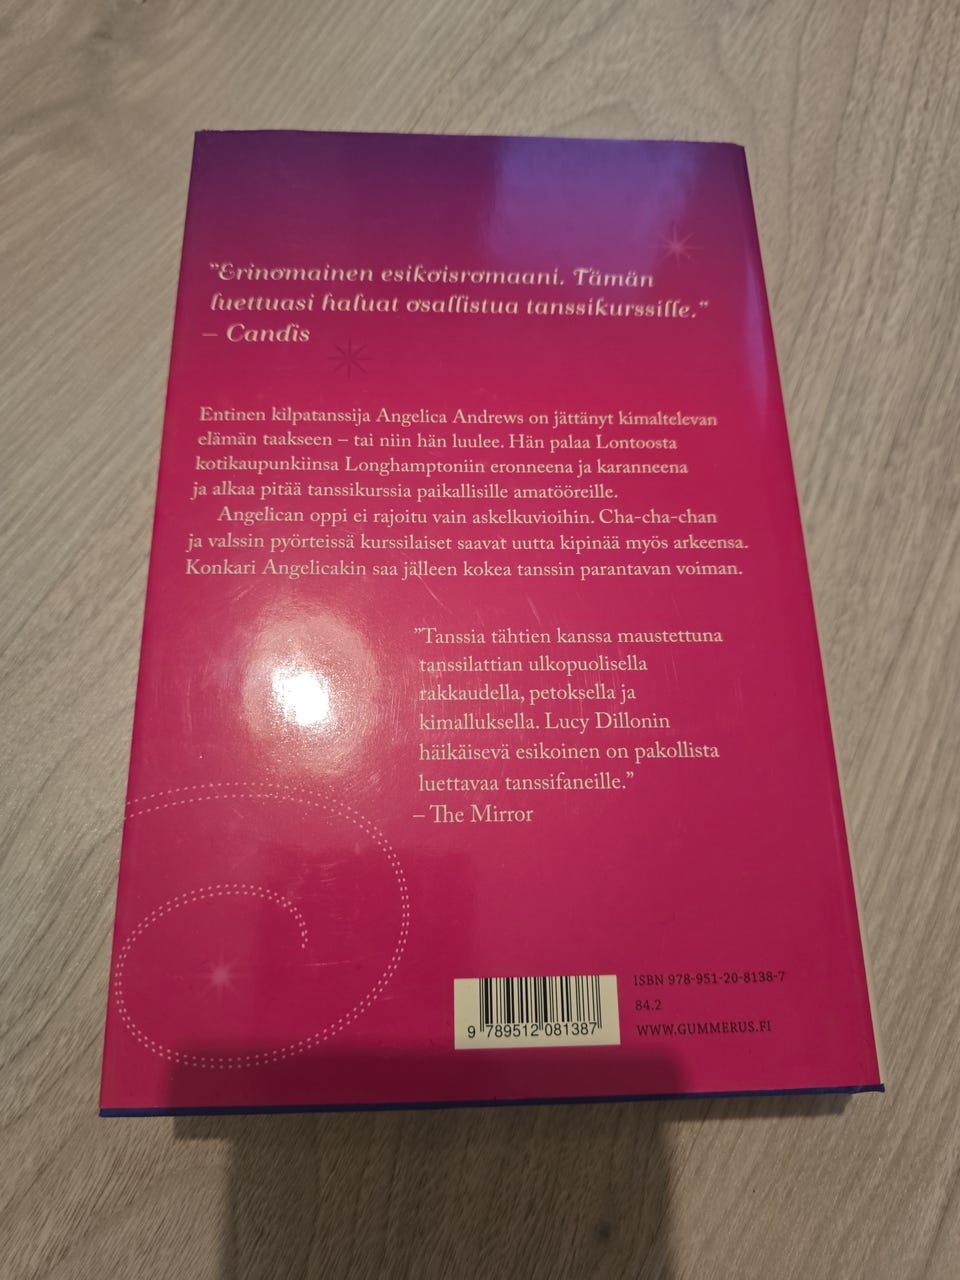 "Erinomainen esikoisromaani. Tämän
luettuasi haluat osallistua tanssikurssille."
– Candis
Entinen kilpatanssija Angelica Andrews on jättänyt kimaltelevan
elämän taakseen – tai niin hän luulee. Hän palaa Lontoosta
kotikaupunkiinsa Longhamptoniin eronneena ja karanneena
ja alkaa pitää tanssikurssia paikallisille amatööreille.
Angelican oppi ei rajoitu vain askelkuvioihin. Cha-cha-chan
ja valssin pyörteissä kurssilaiset saavat uutta kipinää myös arkeensa.
Konkari Angelicakin saa jälleen kokea tanssin parantavan voiman.
"Tanssia tähtien kanssa maustettuna
tanssilattian ulkopuolisella
rakkaudella, petoksella ja
kimalluksella. Lucy Dillonin
häikäisevä esikoinen on pakollista
luettavaa tanssifaneille."
– The Mirror
ISBN 978-951-20-8138-7
84.2
WWW.GUMMERUS.FI
9 789512 081387